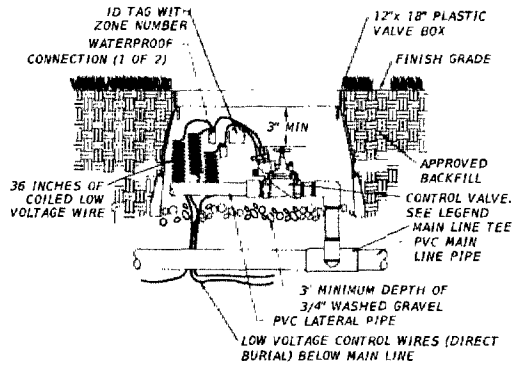 ID TAG WITH
ZONE NUMBER
WATERPROOF
CONNECTION (1 OF 2)
12"x 18" PLASTIC
VALVE BOX
FINISH GRADE
3" MIN
APPROVED
BACKFILL
36 INCHES OF
COILED LOW
VOLTAGE WIRE
CONTROL VALVE.
SEE LEGEND
MAIN LINE TEE
PVC MAIN
LINE PIPE
3' MINIMUM DEPTH OF
3/4" WASHED GRAVEL
PVC LATERAL PIPE
LOW VOLTAGE CONTROL WIRES (DIRECT
BURIAL) BELOW MAIN LINE